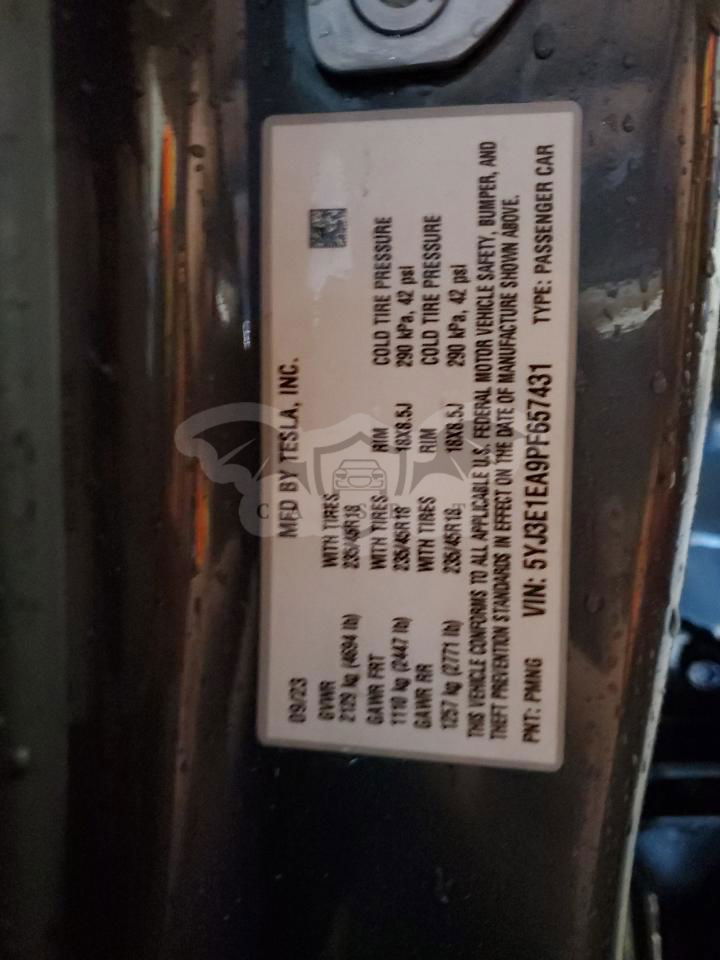 MFD BY TESLA, INC.
09/23
GVWR
2129 kg (4694 lb)
WITH TIRES
235/45R18
GAWR FRT
1110 kg (2447 lb)
WITH TIRES
235/45R18
RIM
18X8.5J
COLD TIRE PRESSURE
290 kPa, 42 psi
GAWR RR
1257 kg (2771 lb)
WITH TIRES
235/45R18
RIM
18X8.5J
COLD TIRE PRESSURE
290 kPa, 42 psi
THIS VEHICLE CONFORMS TO ALL APPLICABLE U.S. FEDERAL MOTOR VEHICLE SAFETY, BUMPER, AND
THEFT PREVENTION STANDARDS IN EFFECT ON THE DATE OF MANUFACTURE SHOWN ABOVE.
PNT: PMNG VIN: 5YJ3E1EA9PF657431 TYPE: PASSENGER CAR